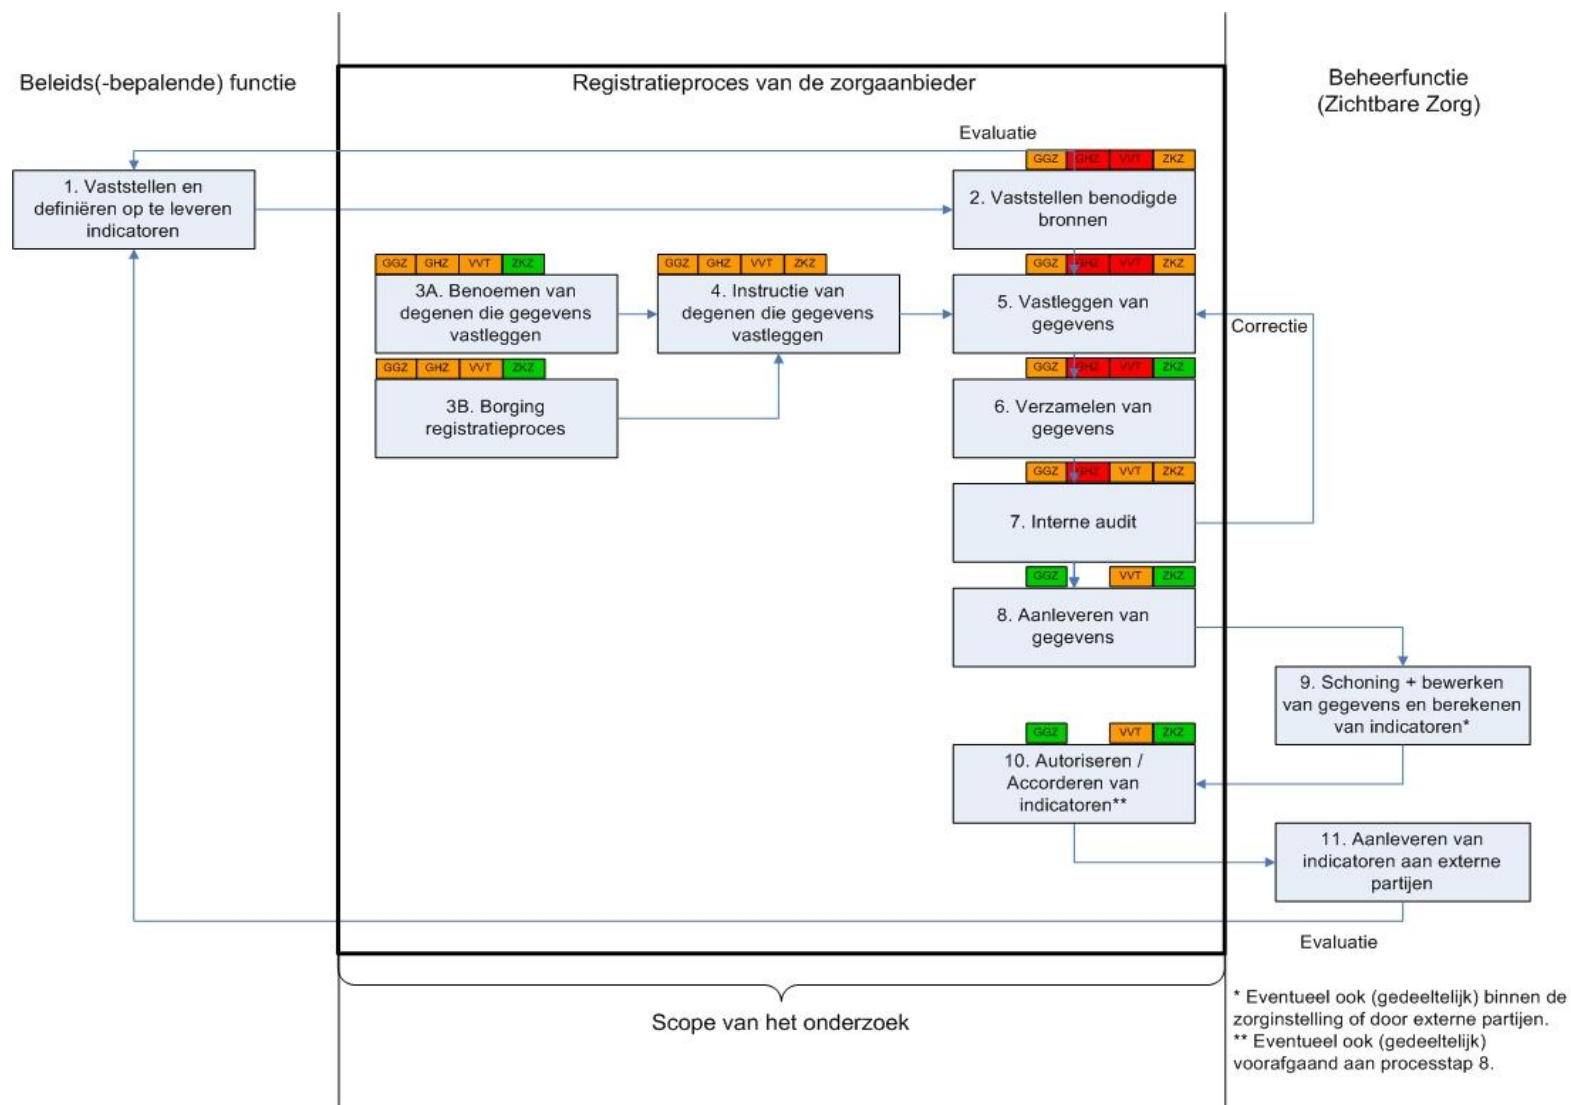 Beleids(-bepalende) functie
Registratieproces van de zorgaanbieder
Beheerfunctie
(Zichtbare Zorg)
Evaluatie
GGZ GHZ VVT ZKZ
1. Vaststellen en
definiëren op te leveren
indicatoren
2. Vaststellen benodigde
bronnen
GGZ GHZ VVT ZKZ
3A. Benoemen van
degenen die gegevens
vastleggen
GGZ GHZ VVT ZKZ
4. Instructie van
degenen die gegevens
vastleggen
GGZ GHZ VVT ZKZ
5. Vastleggen van
gegevens
Correctie
GGZ GHZ VVT ZKZ
3B. Borging
registratieproces
GGZ GHZ VVT ZKZ
6. Verzamelen van
gegevens
GGZ GHZ VVT ZKZ
7. Interne audit
GGZ VVT ZKZ
8. Aanleveren van
gegevens
9. Schoning + bewerken
van gegevens en berekenen
van indicatoren*
GGZ VVT ZKZ
10. Autoriseren /
Accorderen van
indicatoren**
11. Aanleveren van
indicatoren aan externe
partijen
Evaluatie
Scope van het onderzoek
* Eventueel ook (gedeeltelijk) binnen de
zorginstelling of door externe partijen.
** Eventueel ook (gedeeltelijk)
voorafgaand aan processtap 8.